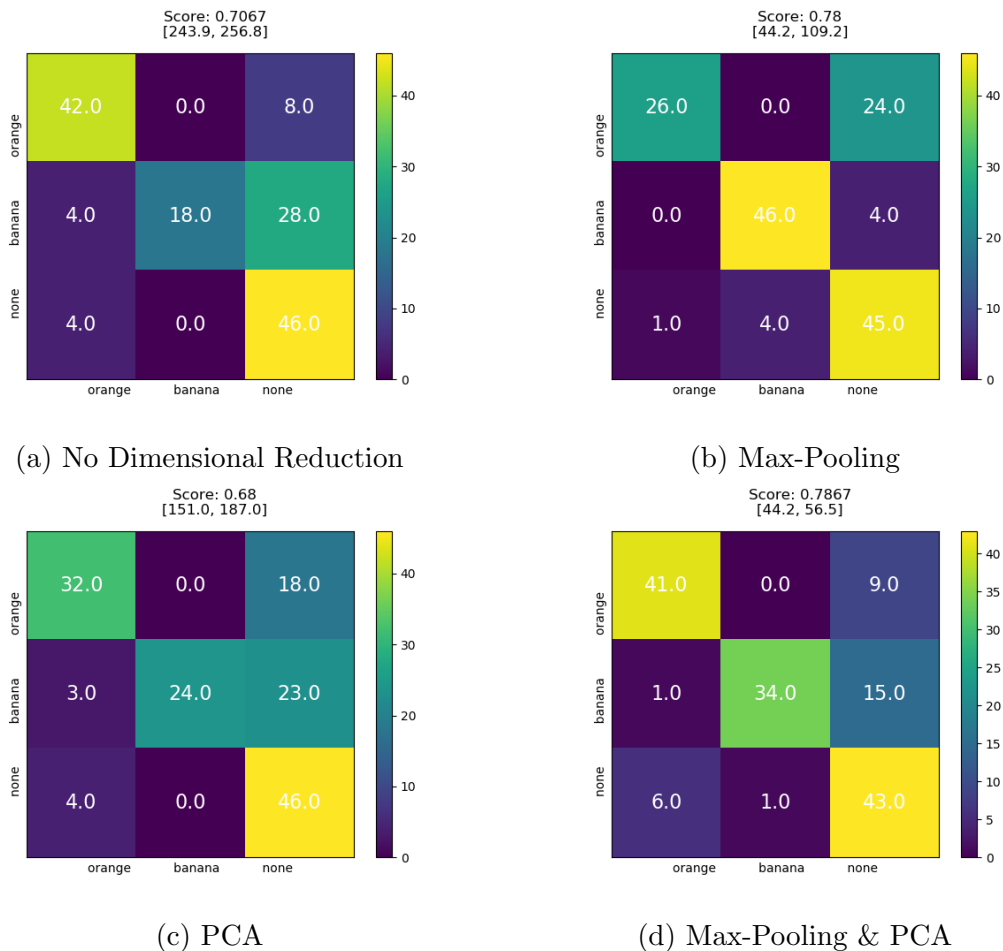 Score: 0.7067
[243.9, 256.8]
orange 42.0 0.0 8.0
banana 4.0 18.0 28.0
none 4.0 0.0 46.0
orange banana none
40
30
20
10
0
(a) No Dimensional Reduction
Score: 0.78
[44.2, 109.2]
orange 26.0 0.0 24.0
banana 0.0 46.0 4.0
none 1.0 4.0 45.0
orange banana none
40
30
20
10
0
(b) Max-Pooling
Score: 0.68
[151.0, 187.0]
orange 32.0 0.0 18.0
banana 3.0 24.0 23.0
none 4.0 0.0 46.0
orange banana none
40
30
20
10
0
(c) PCA
Score: 0.7867
[44.2, 56.5]
orange 41.0 0.0 9.0
banana 1.0 34.0 15.0
none 6.0 1.0 43.0
orange banana none
40
35
30
25
20
15
10
5
0
(d) Max-Pooling & PCA